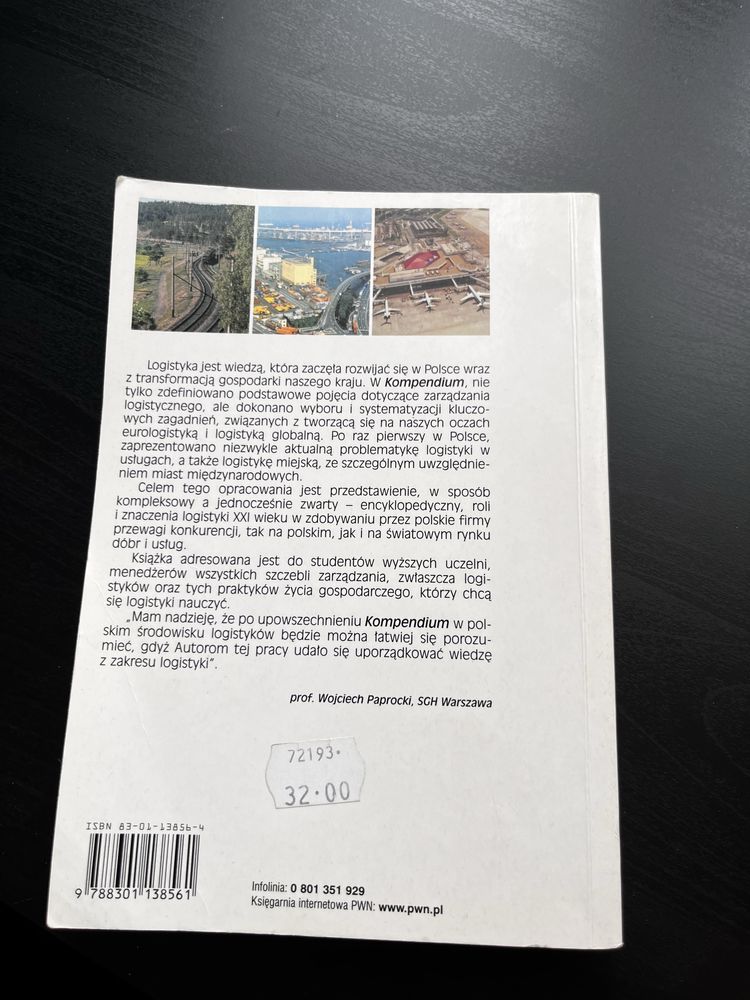 Logistyka jest wiedzą, która zaczęła rozwijać się w Polsce wraz
z transformacją gospodarki naszego kraju. W Kompendium, nie
tylko zdefiniowano podstawowe pojęcia dotyczące zarządzania
logistycznego, ale dokonano wyboru i systematyzacji kluczo-
wych zagadnień, związanych z tworzącą się na naszych oczach
eurologistyką i logistyką globalną. Po raz pierwszy w Polsce,
zaprezentowano niezwykle aktualną problematykę logistyki w
usługach, a także logistykę miejską, ze szczególnym uwzględnie-
niem miast międzynarodowych.
Celem tego opracowania jest przedstawienie, w sposób
kompleksowy a jednocześnie zwarty – encyklopedyczny, roli
i znaczenia logistyki XXI wieku w zdobywaniu przez polskie firmy
przewagi konkurencji, tak na polskim, jak i na światowym rynku
dóbr i usług.
Książka adresowana jest do studentów wyższych uczelni,
menedżerów wszystkich szczebli zarządzania, zwłaszcza logi-
styków oraz tych praktyków życia gospodarczego, którzy chcą
się logistyki nauczyć.
„Mam nadzieję, że po upowszechnieniu Kompendium w pol-
skim środowisku logistyków będzie można łatwiej się porozu-
mieć, gdyż Autorom tej pracy udało się uporządkować wiedzę
z zakresu logistyki".
prof. Wojciech Paprocki, SGH Warszawa
72193.
32.00
ISBN 83-01-13856-4
9 788301 138561
Infolinia: 0 801 351 929
Księgarnia internetowa PWN: www.pwn.pl